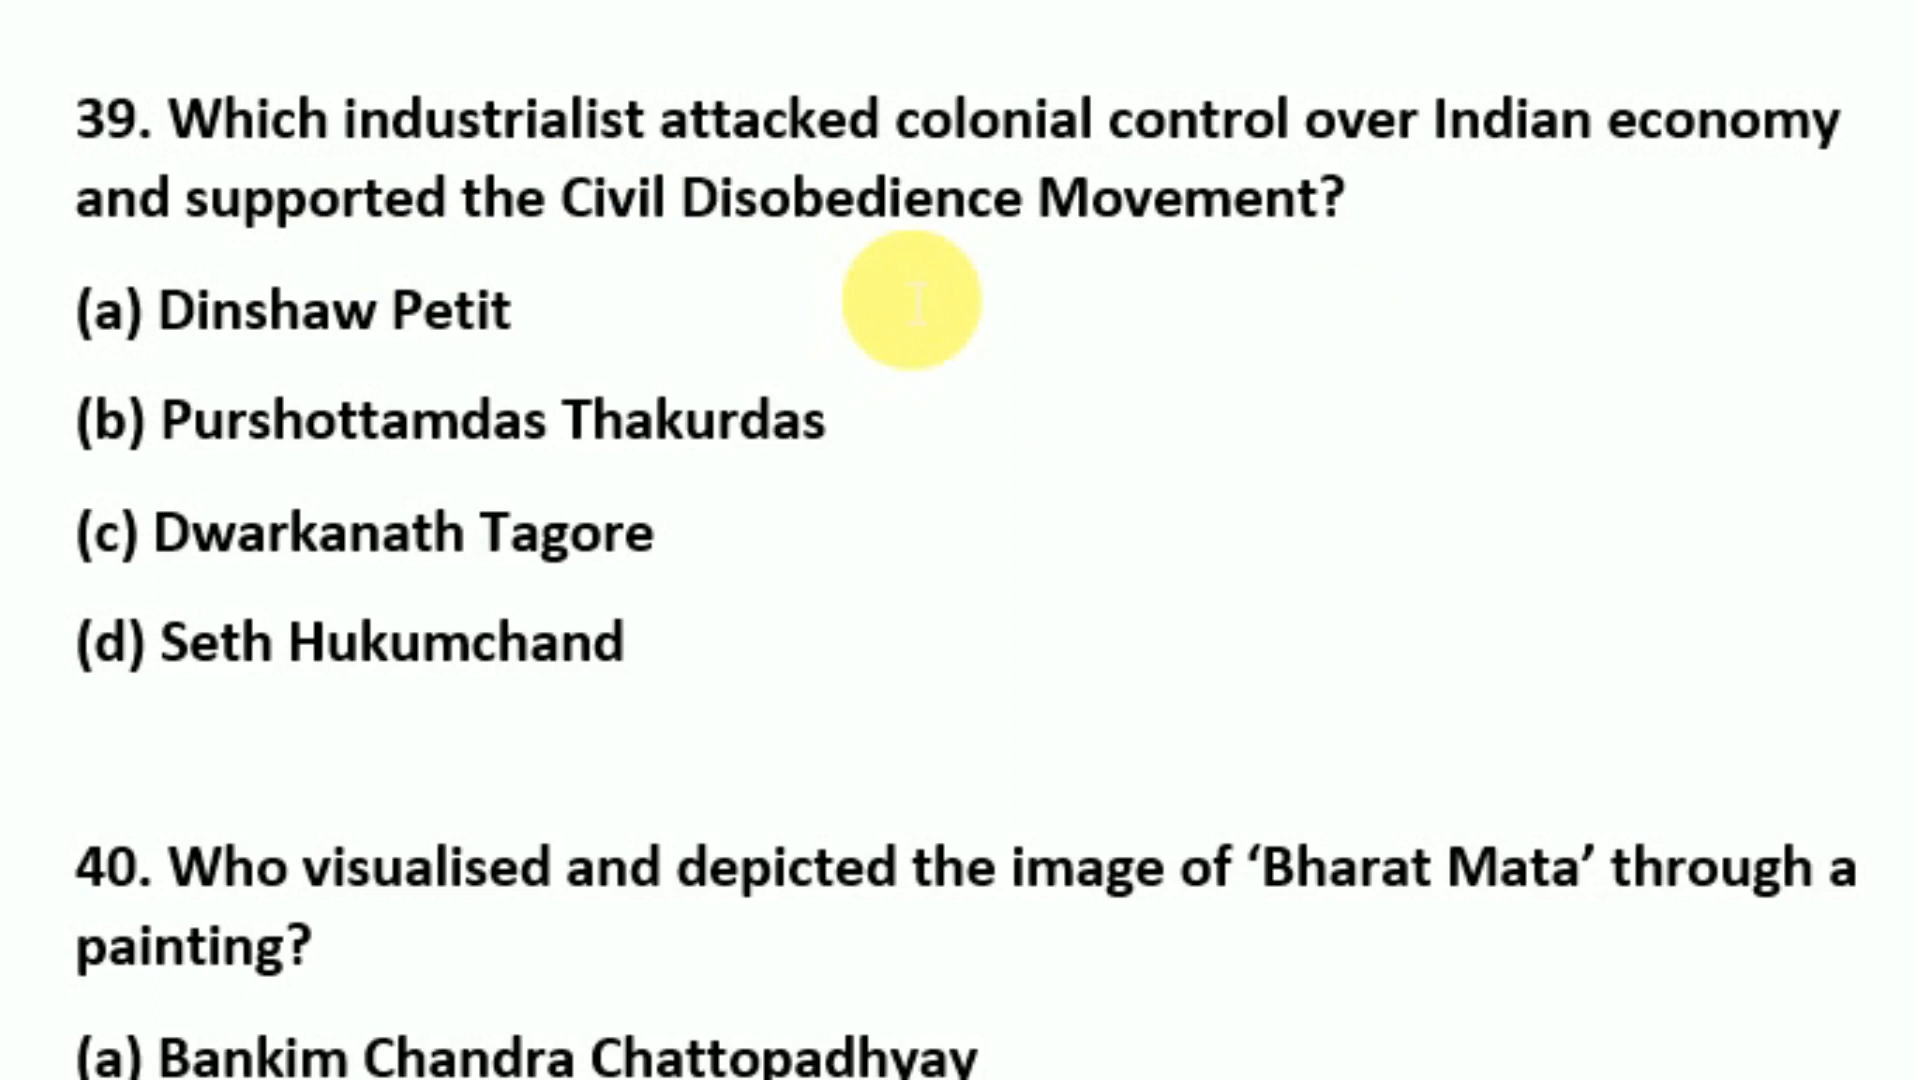 39. Which industrialist attacked colonial control over Indian economy
and supported the Civil Disobedience Movement?
(a) Dinshaw Petit
(b) Purshottamdas Thakurdas
(c) Dwarkanath Tagore
(d) Seth Hukumchand
40. Who visualised and depicted the image of ‘Bharat Mata’ through a
painting?
(a) Bankim Chandra Chattopadhyay